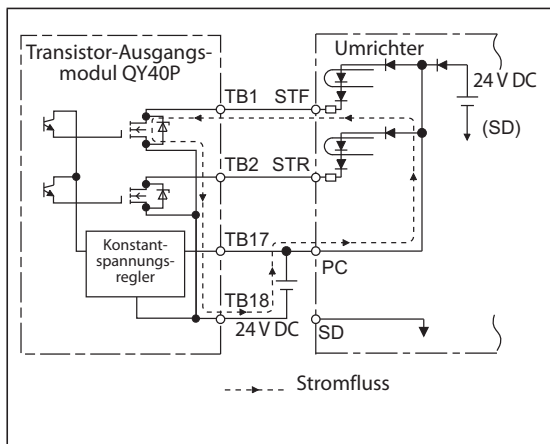 Transistor-Ausgangs-
modul QY40P
Umrichter
24 V DC
(SD)
TB1 STF
TB2 STR
Konstant-
spannungs-
regler
TB17
PC
TB18
24 V DC
SD
Stromfluss